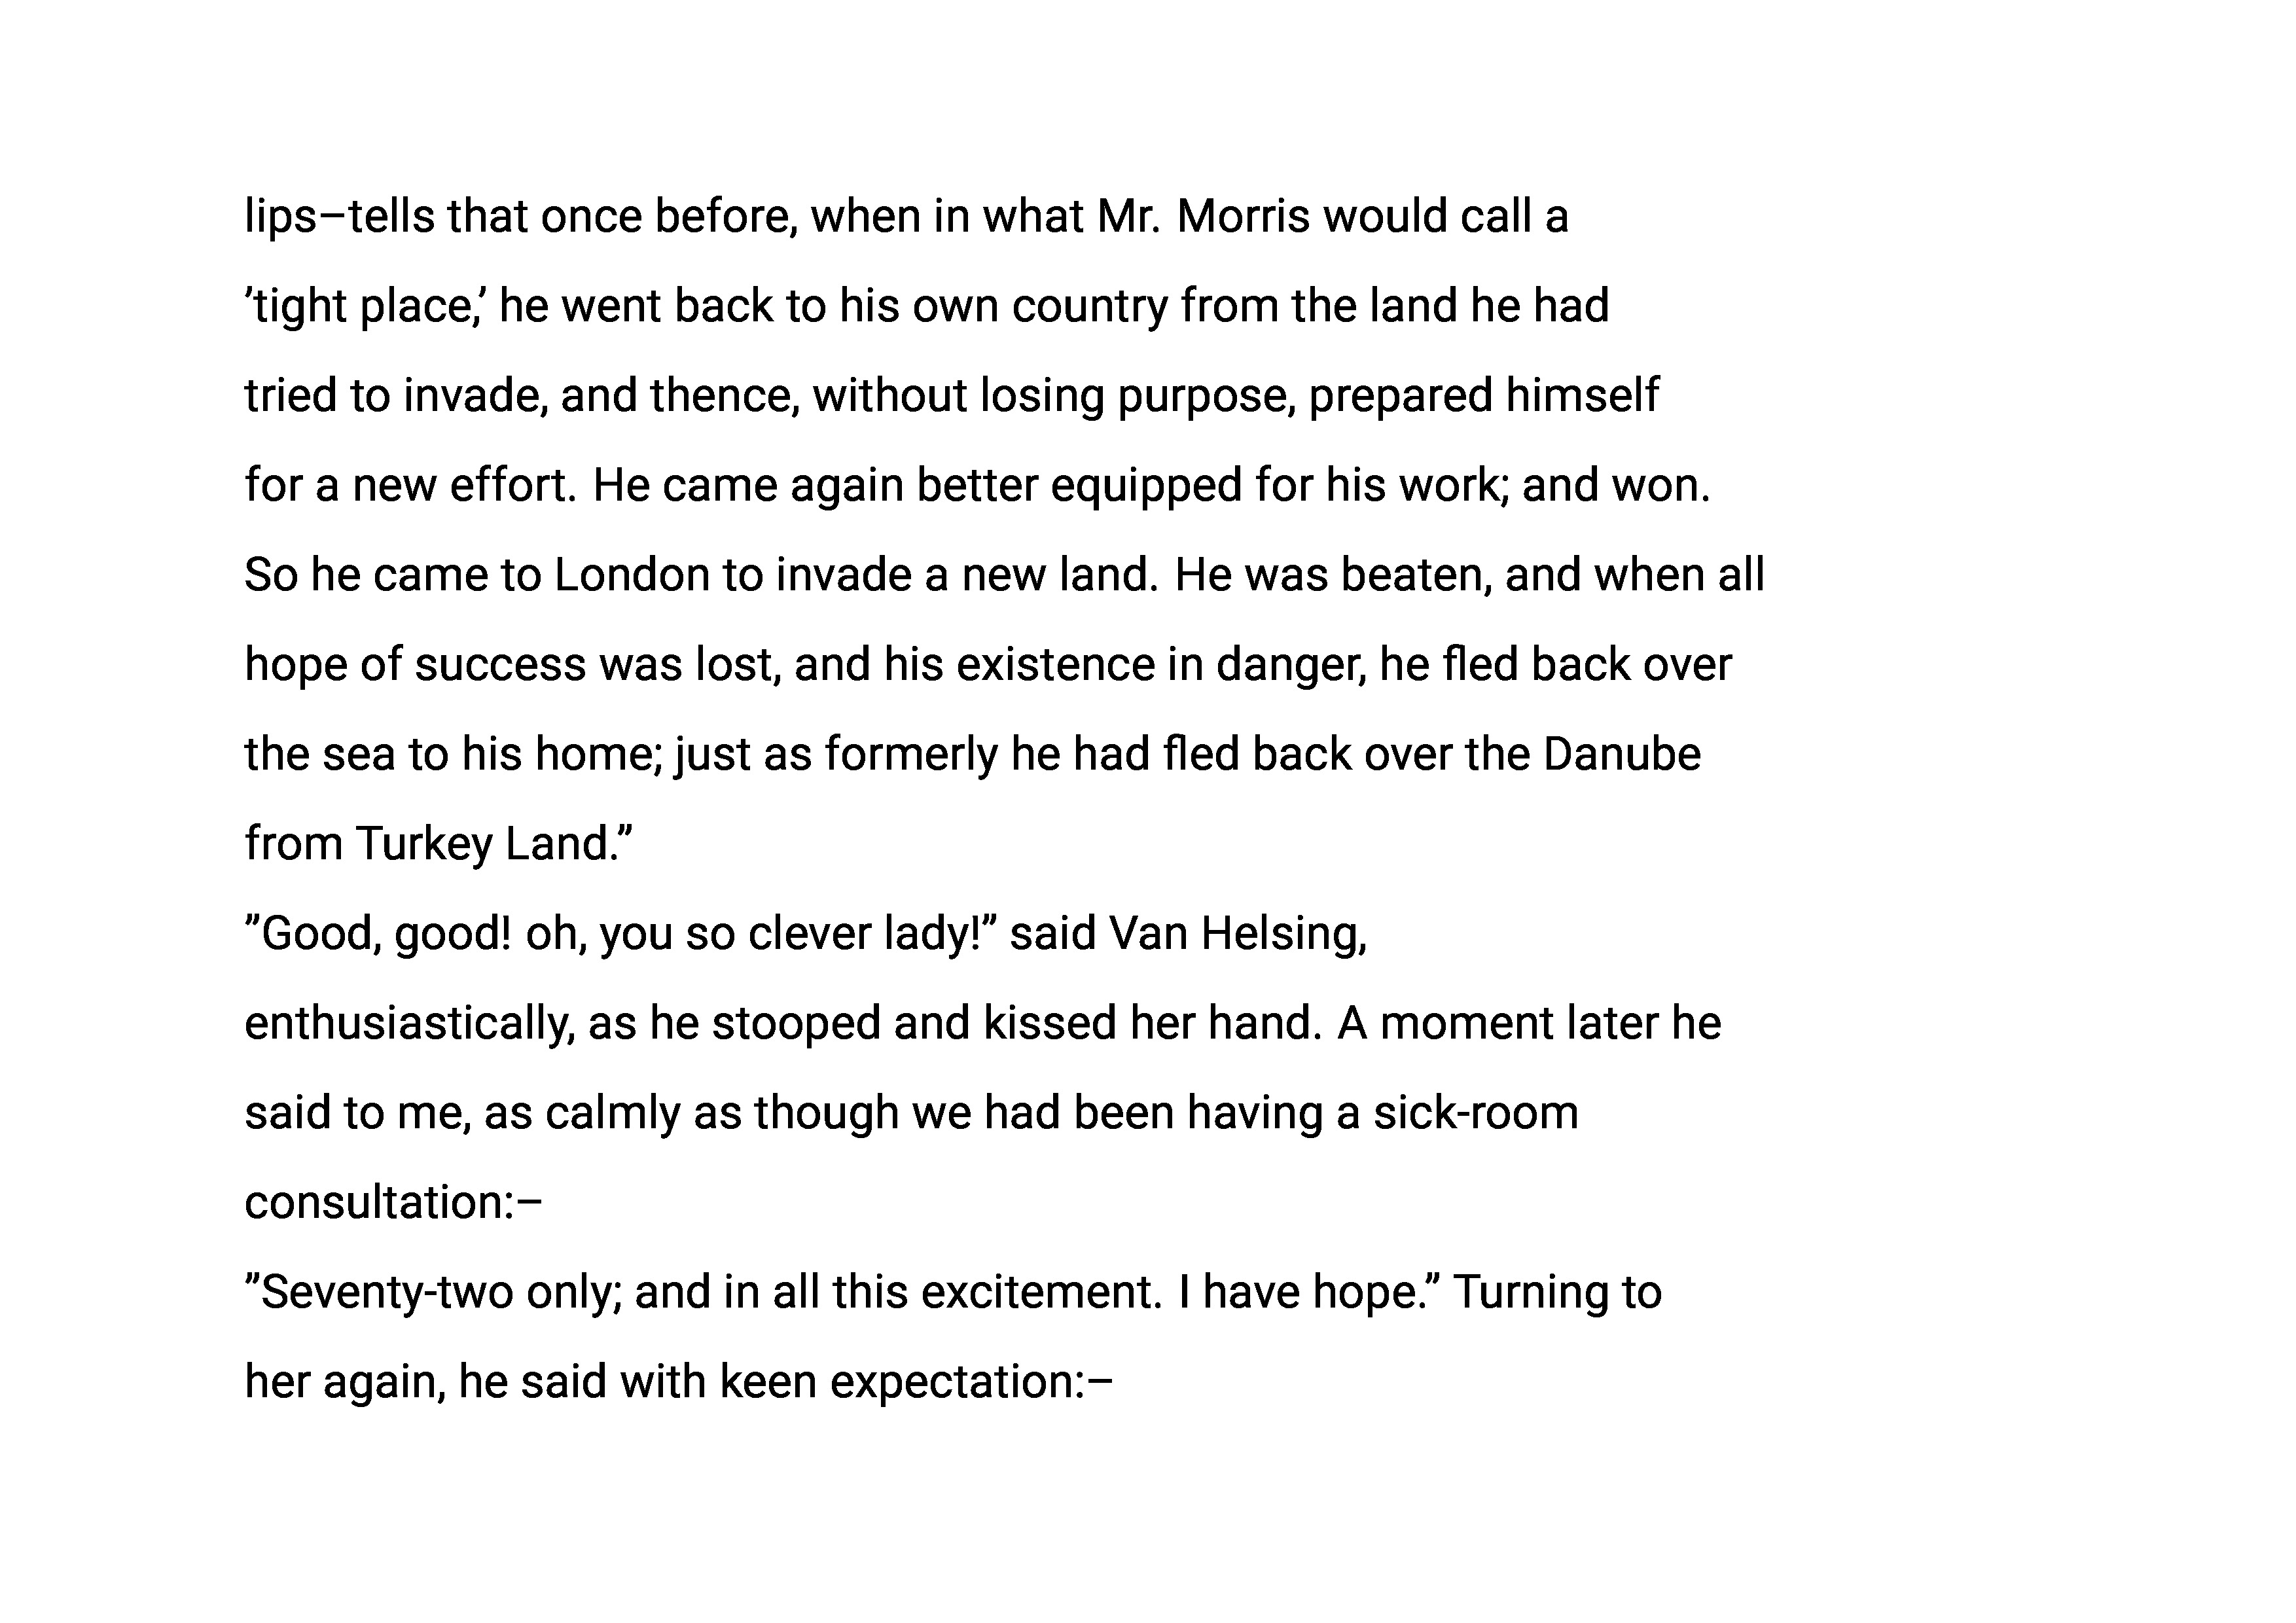 lips–tells that once before, when in what Mr. Morris would call a
’tight place,’ he went back to his own country from the land he had
tried to invade, and thence, without losing purpose, prepared himself
for a new effort. He came again better equipped for his work; and won.
So he came to London to invade a new land. He was beaten, and when all
hope of success was lost, and his existence in danger, he fled back over
the sea to his home; just as formerly he had fled back over the Danube
from Turkey Land.”
”Good, good! oh, you so clever lady!” said Van Helsing,
enthusiastically, as he stooped and kissed her hand. A moment later he
said to me, as calmly as though we had been having a sick-room
consultation:–
”Seventy-two only; and in all this excitement. I have hope.” Turning to
her again, he said with keen expectation:–